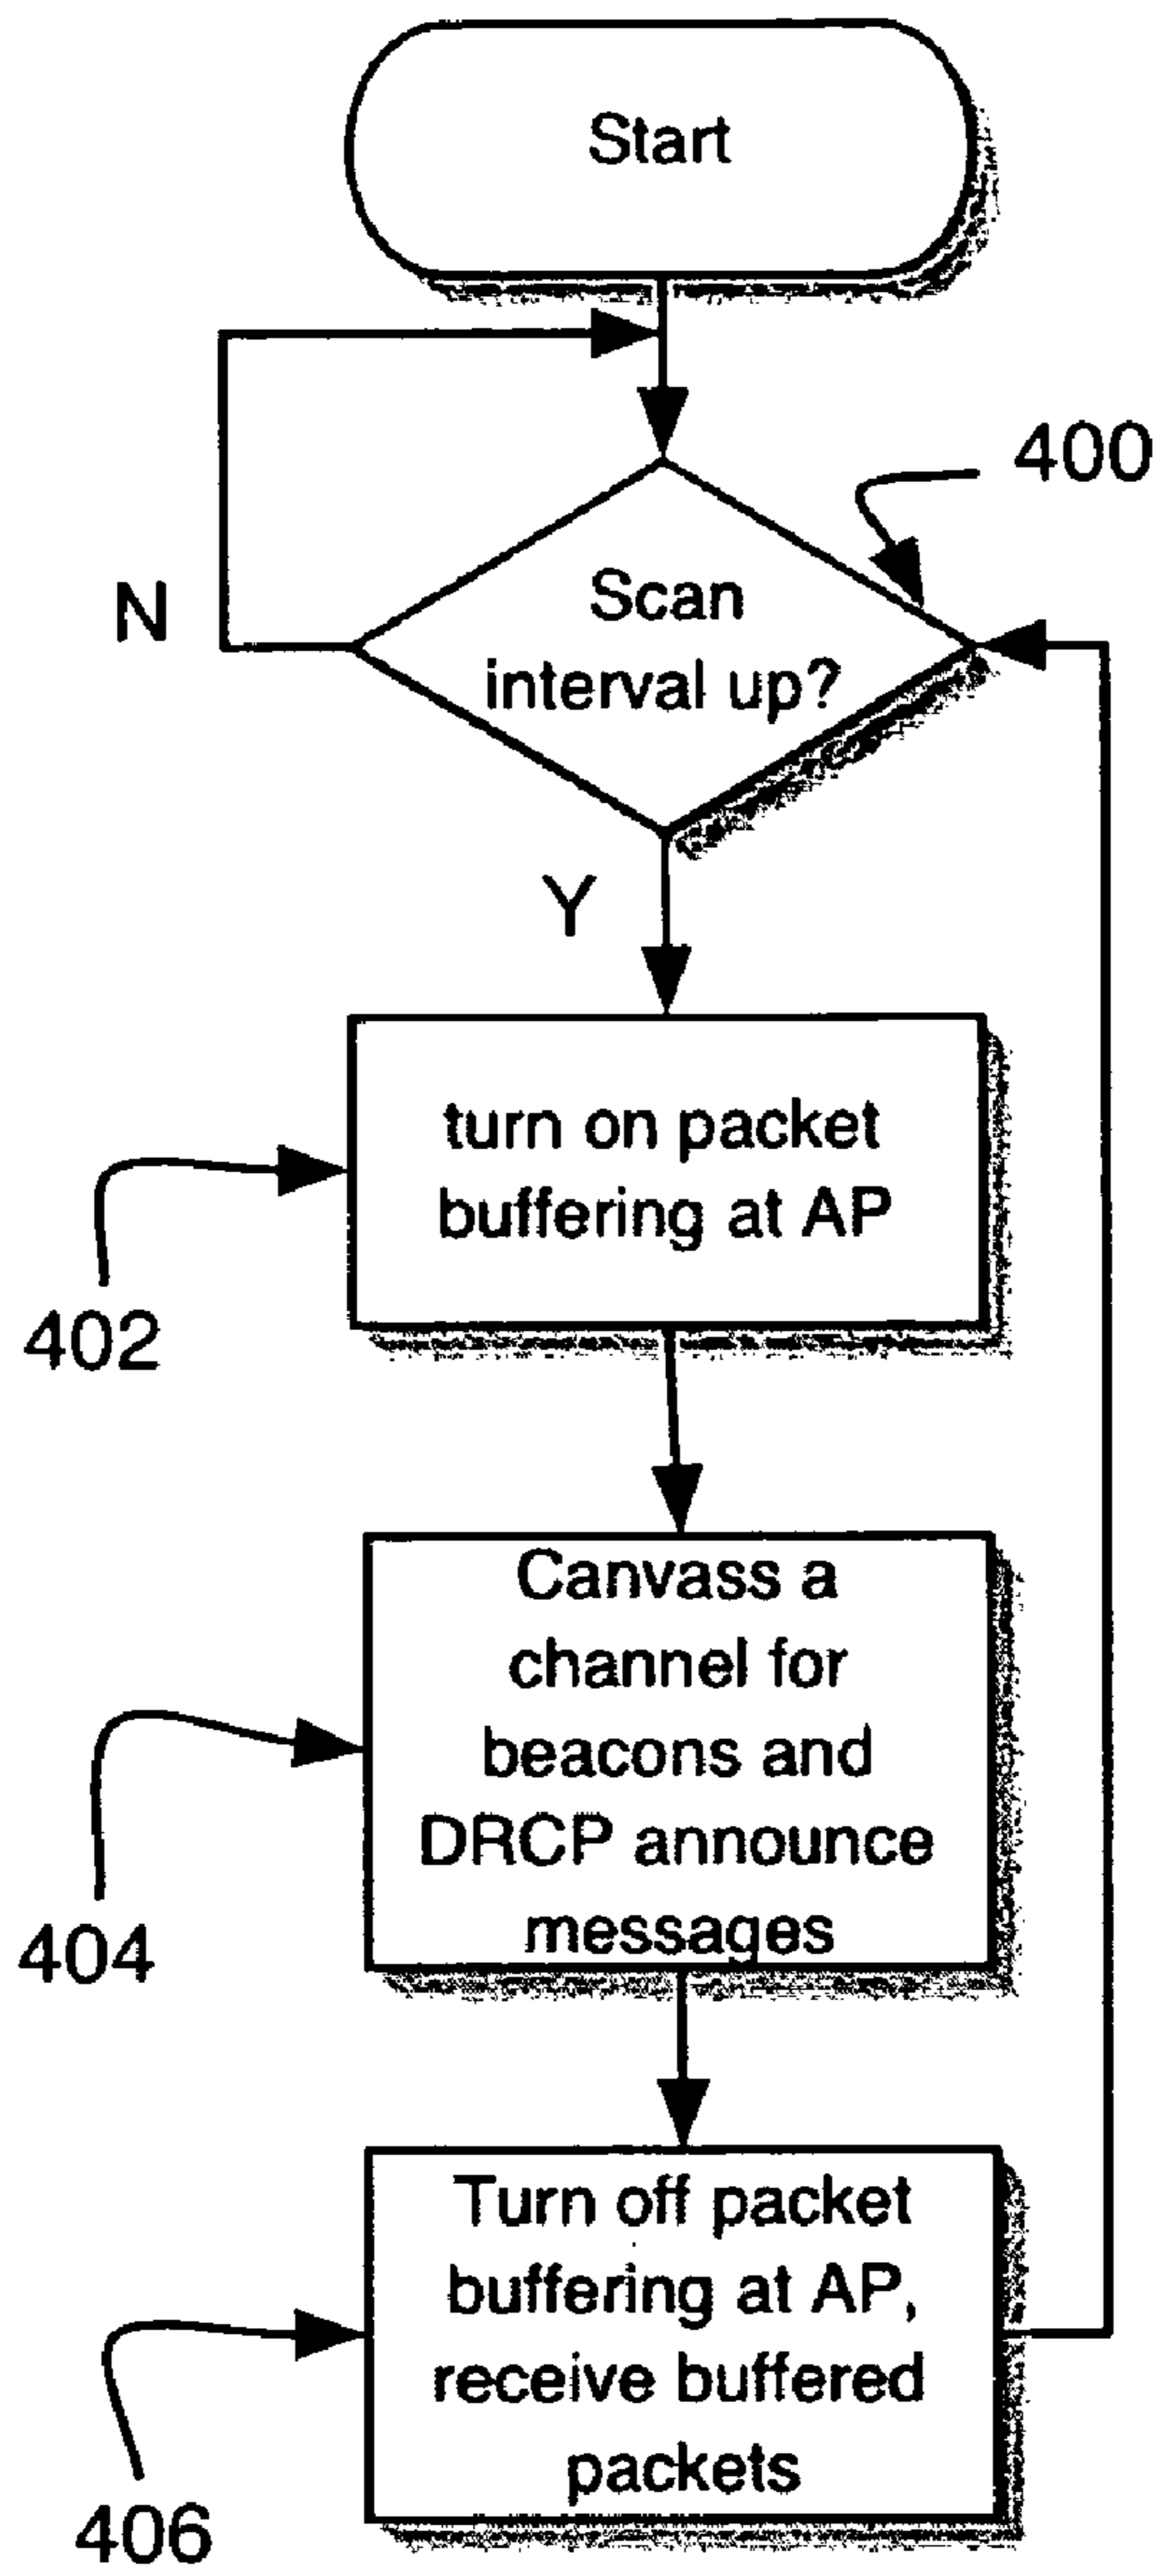 Start
400
Scan
interval up?
N
Y
turn on packet
buffering at AP
402
Canvass a
channel for
beacons and
DRCP announce
messages
404
Turn off packet
buffering at AP,
receive buffered
packets
406